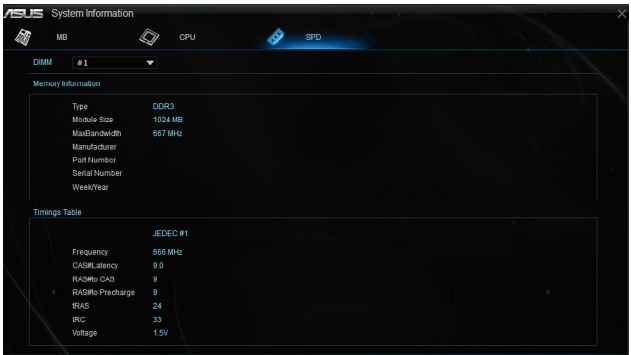 ASUS System Information
MB CPU SPD
DIMM #1
Memory Information
Type DDR3
Module Size 1024 MB
MaxBandwidth 667 MHz
Manufacturer
Port Number
Serial Number
Week/Year
Timings Table
JEDEC #1
Frequency 666 MHz
CAS#Latency 9.0
RAS#to CAS 9
RAS#to Precharge 9
tRAS 24
tRC 33
Voltage 1.5V